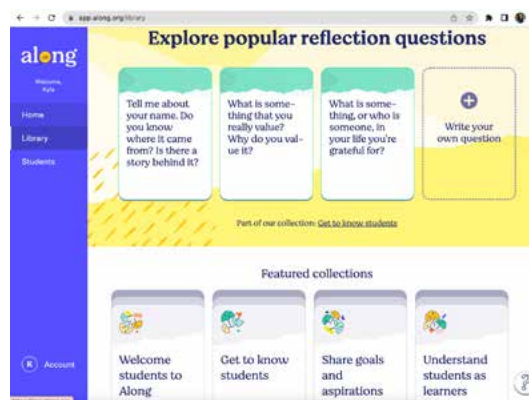 app.along.org/library
Explore popular reflection questions
along
Welcome,
Kyla
Home
Library
Students
Tell me about
your name. Do
you know
where it came
from? Is there a
story behind it?
What is some-
thing that you
really value?
Why do you val-
ue it?
What is some-
thing, or who is
someone, in
your life you're
grateful for?
Write your
own question
Part of our collection: Get to know students
Featured collections
Welcome
students to
Along
Get to know
students
Share goals
and
aspirations
Understand
students as
learners
K Account
?